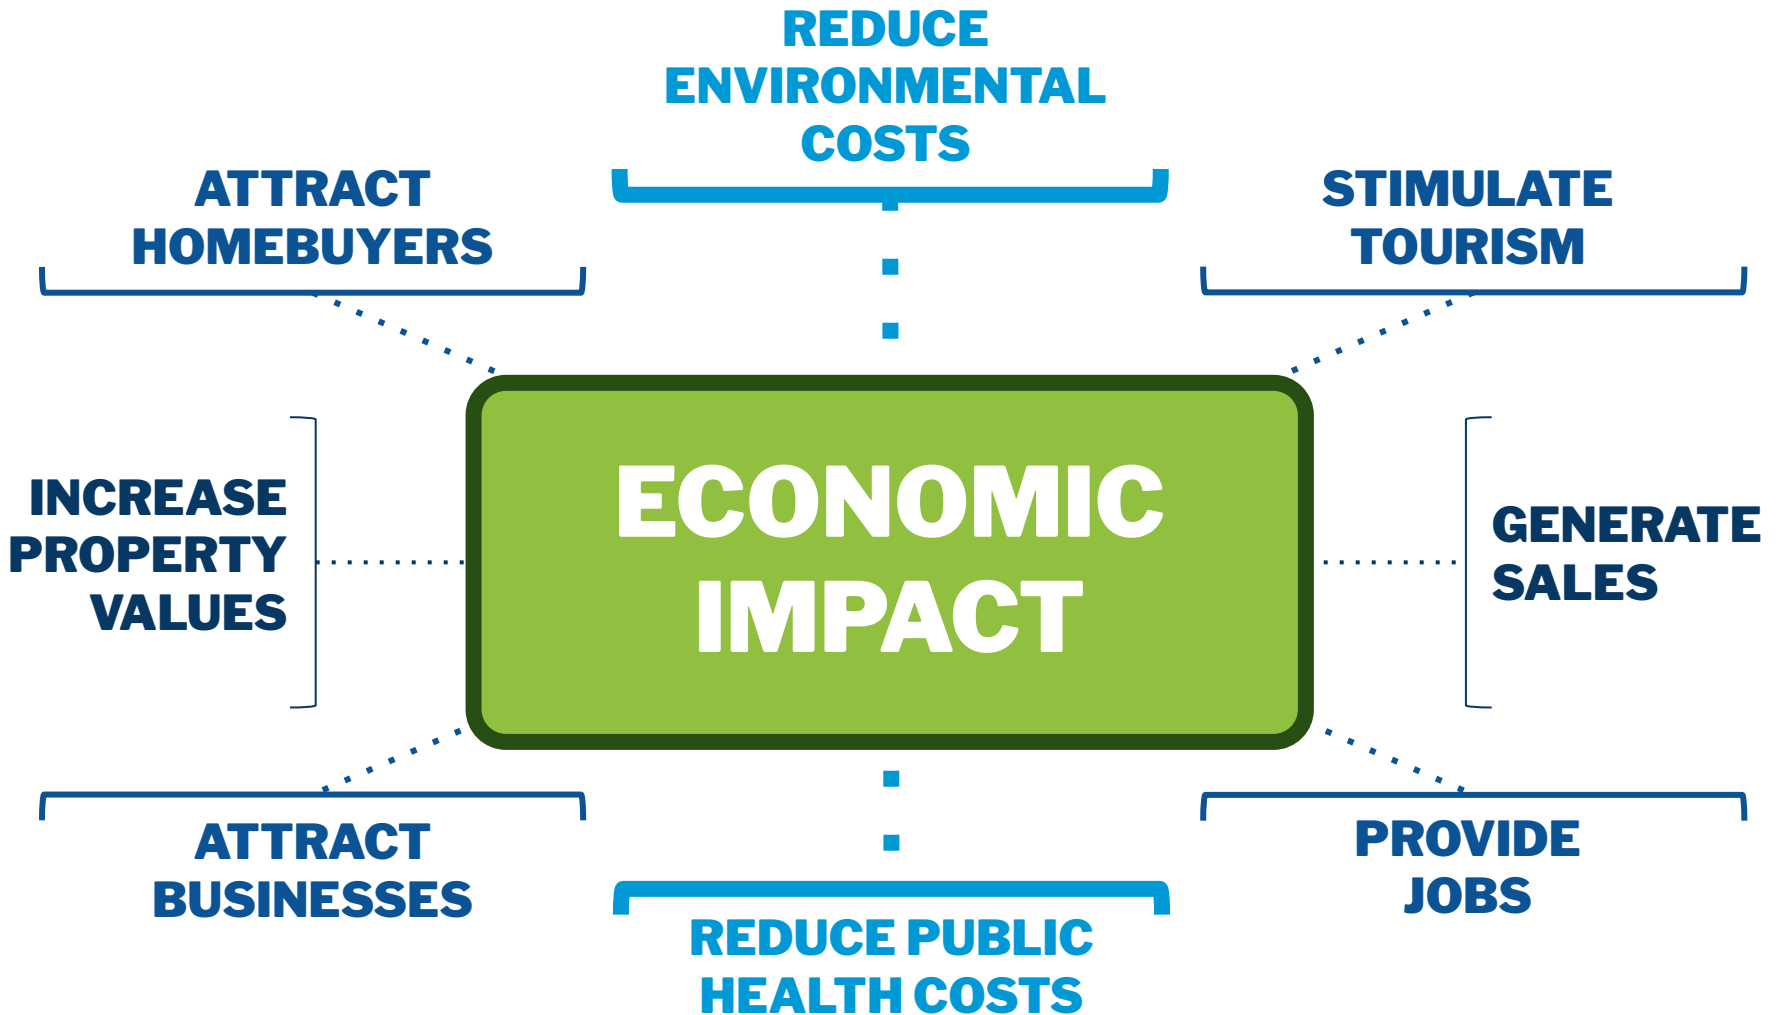 REDUCE
ENVIRONMENTAL
COSTS
ATTRACT
HOMEBUYERS
STIMULATE
TOURISM
INCREASE
PROPERTY
VALUES
ECONOMIC
IMPACT
GENERATE
SALES
ATTRACT
BUSINESSES
PROVIDE
JOBS
REDUCE PUBLIC
HEALTH COSTS